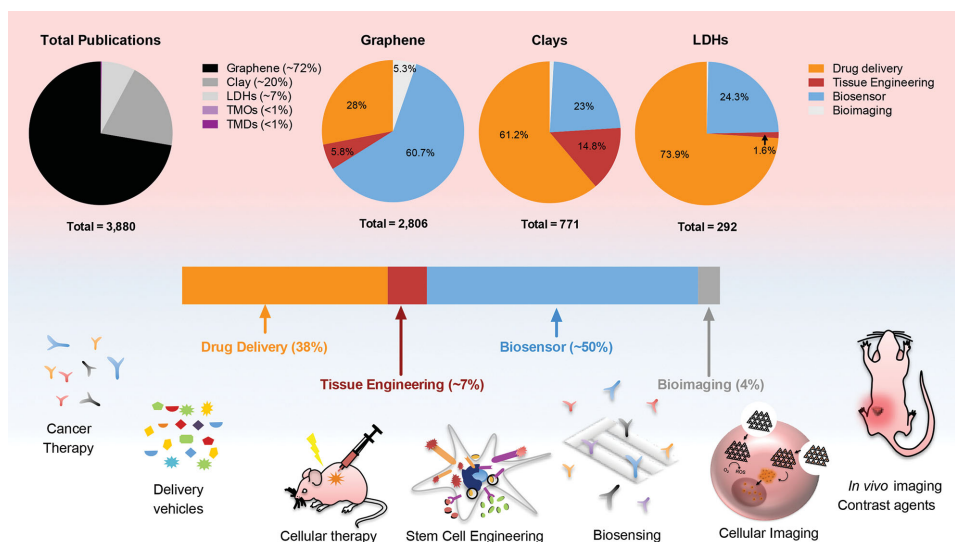 Total Publications
Graphene (~72%)
Clay (~20%)
LDHs (~7%)
TMOs (<1%)
TMDs (<1%)
Total = 3,880
Graphene
5.3%
28%
5.8%
60.7%
Total = 2,806
Clays
23%
61.2%
14.8%
Total = 771
LDHs
24.3%
73.9%
1.6%
Total = 292
Drug delivery
Tissue Engineering
Biosensor
Bioimaging
Drug Delivery (38%)
Biosensor (~50%)
Tissue Engineering (~7%)
Bioimaging (4%)
Cancer
Therapy
Delivery
vehicles
Cellular therapy
Stem Cell Engineering
Biosensing
O₂
ROS
Cellular Imaging
In vivo imaging
Contrast agents